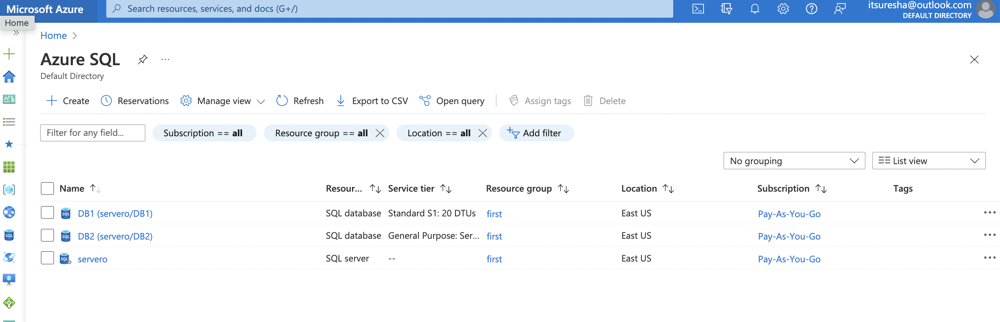 Microsoft Azure
Search resources, services, and docs (G+/)
itsuresha@outlook.com
DEFAULT DIRECTORY
Home
Home
Azure SQL
Default Directory
Create Reservations Manage view Refresh Export to CSV Open query Assign tags Delete
Filter for any field... Subscription == all Resource group == all Location == all Add filter
No grouping List view
Name Resour... Service tier Resource group Location Subscription Tags
SQL DB1 (servero/DB1) SQL database Standard S1: 20 DTUs first East US Pay-As-You-Go
SQL DB2 (servero/DB2) SQL database General Purpose: Ser... first East US Pay-As-You-Go
SQL servero SQL server -- first East US Pay-As-You-Go
SQL